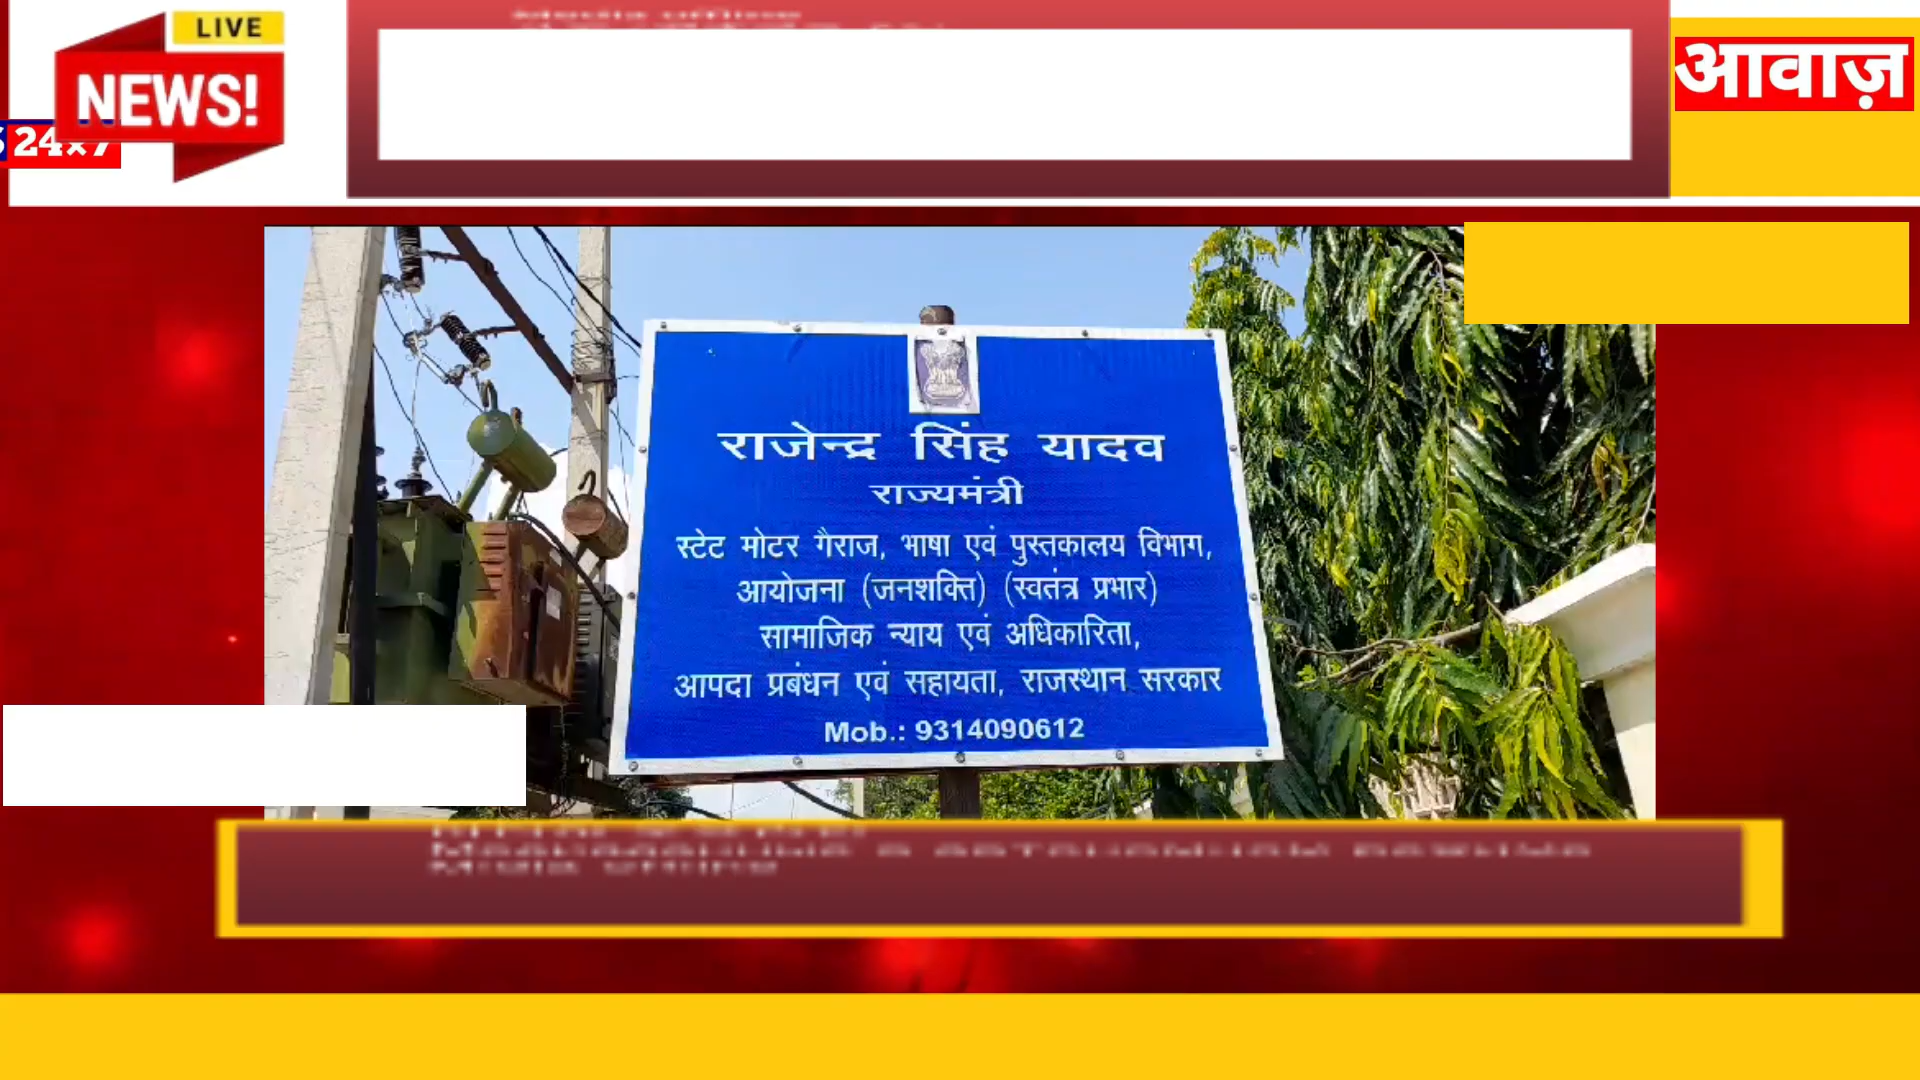 LIVE
NEWS!
24×7
आवाज़
राजेन्द्र सिंह यादव
राज्यमंत्री
स्टेट मोटर गैराज, भाषा एवं पुस्तकालय विभाग,
आयोजना (जनशक्ति) (स्वतंत्र प्रभार)
सामाजिक न्याय एवं अधिकारिता,
आपदा प्रबंधन एवं सहायता, राजस्थान सरकार
Mob.: 9314090612